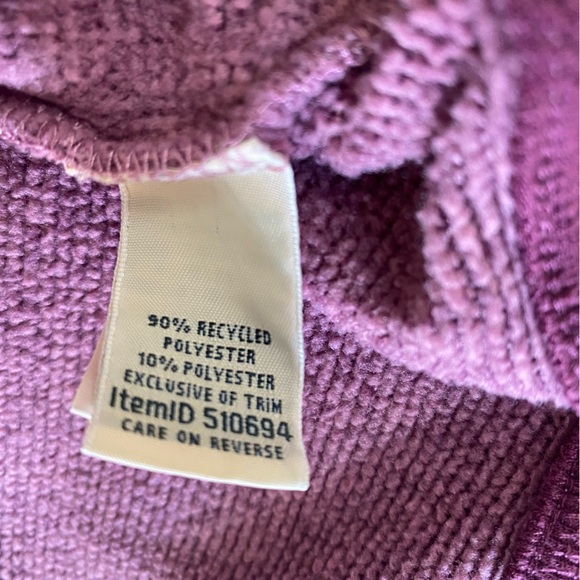 90% RECYCLED
POLYESTER
10% POLYESTER
EXCLUSIVE OF TRIM
ItemID 510694
CARE ON REVERSE